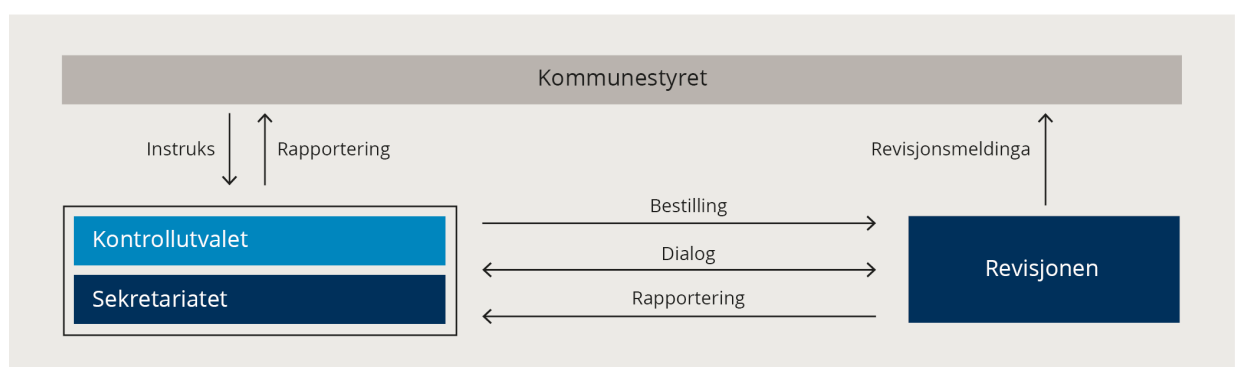 Kommunestyret
Instruks
Rapportering
Revisjonsmeldinga
Bestilling
Kontrollutvalet
Dialog
Revisjonen
Sekretariatet
Rapportering